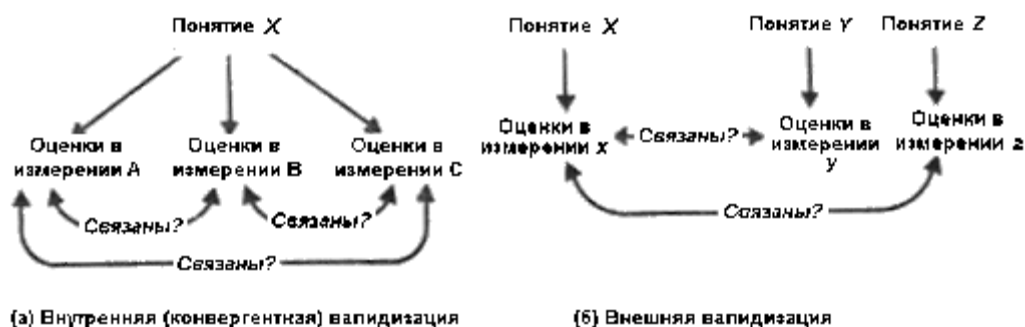 Понятие X
Оценки в
измерении А
Оценки в
измерении В
Оценки в
измерении С
Связаны?
Связаны?
Связаны?
(а) Внутренняя (конвергентная) валидизация
Понятие X
Понятие Y
Понятие Z
Оценки в
измерении x
Связаны?
Оценки в
измерении
y
Оценки в
измерении z
Связаны?
(б) Внешняя валидизация